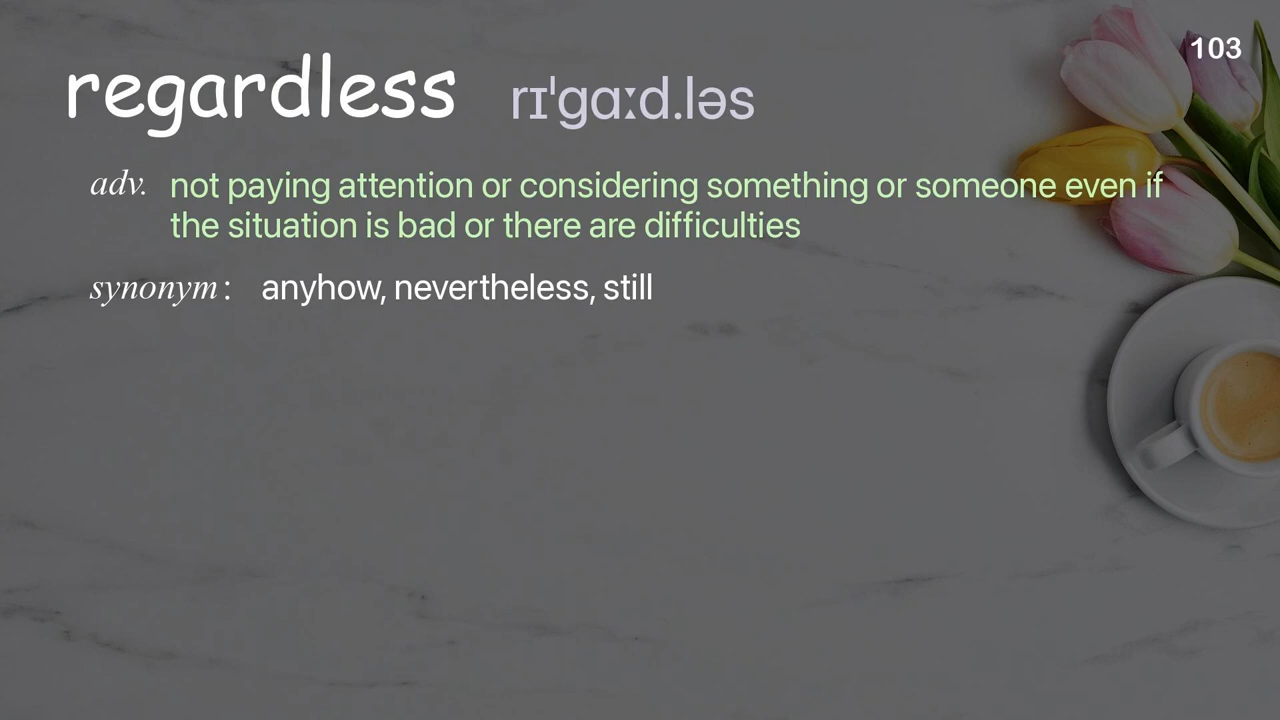 103
regardless rɪˈɡɑːd.ləs
adv. not paying attention or considering something or someone even if
the situation is bad or there are difficulties
synonym: anyhow, nevertheless, still